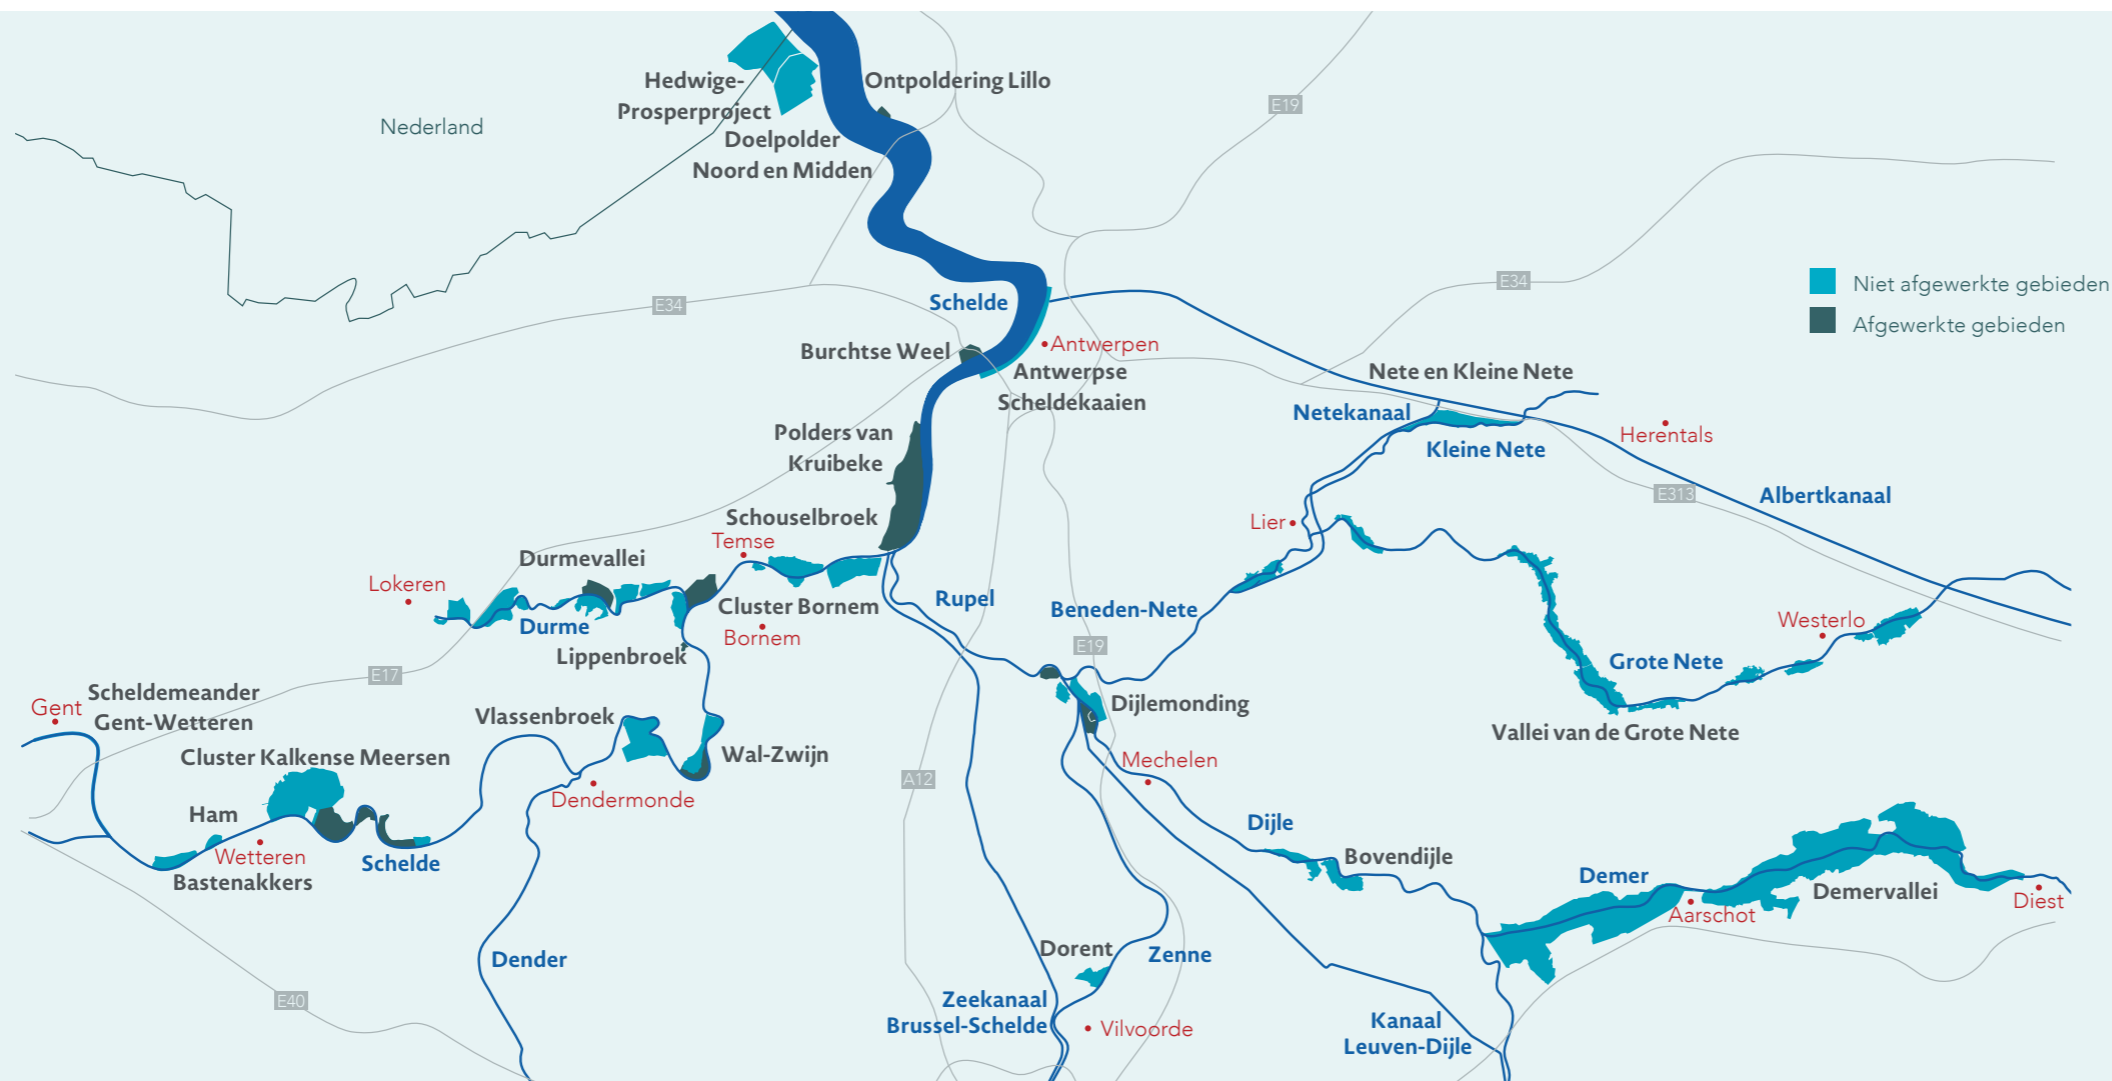 Hedwige-
Prosperproject
Ontpoldering Lillo
E19
Nederland
Doelpolder
Noord en Midden
E34
E34
Niet afgewerkte gebieden
Afgewerkte gebieden
Schelde
Burchtse Weel
Antwerpen
Antwerpse
Scheldekaaien
Nete en Kleine Nete
Netekanaal
Kleine Nete
Herentals
Polders van
Kruibeke
E313
Albertkanaal
Schouselbroek
Temse
Lier
Durmevallei
Lokeren
Durme
Cluster Bornem
Bornem
Rupel
Beneden-Nete
E19
Westerlo
Lippenbroek
Grote Nete
E17
Scheldemeander
Gent-Wetteren
Gent
Vlassenbroek
Dijlemonding
Vallei van de Grote Nete
Cluster Kalkense Meersen
Wal-Zwijn
Mechelen
A12
Dendermonde
Ham
Wetteren
Schelde
Bastenakkers
Dijle
Bovendijle
Demer
Demervallei
Aarschot
Diest
Dender
Dorent
Zenne
E40
Zeekanaal
Brussel-Schelde
Vilvoorde
Kanaal
Leuven-Dijle